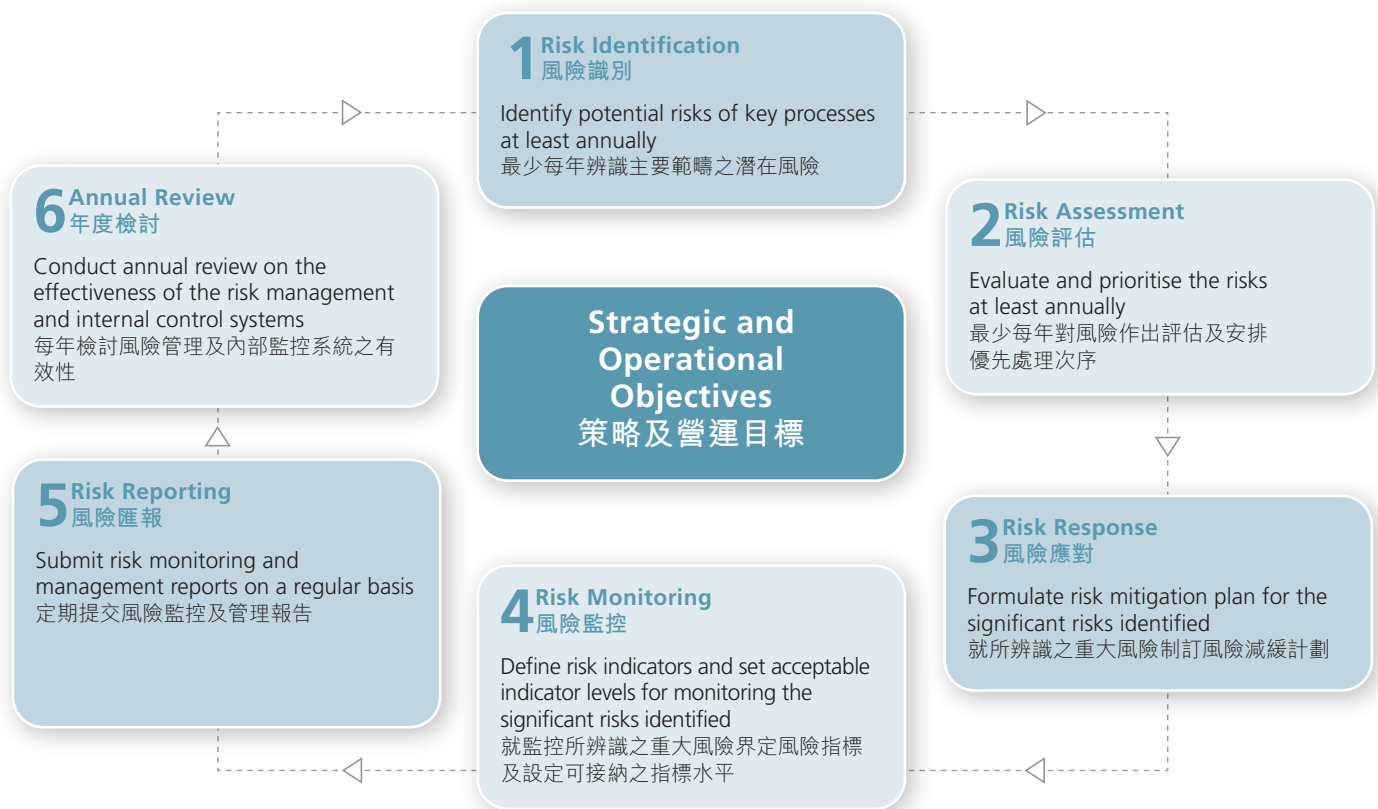 1 Risk Identification
風險識別
Identify potential risks of key processes
at least annually
最少每年辨識主要範疇之潛在風險
2 Risk Assessment
風險評估
Evaluate and prioritise the risks
at least annually
最少每年對風險作出評估及安排
優先處理次序
3 Risk Response
風險應對
Formulate risk mitigation plan for the
significant risks identified
就所辨識之重大風險制訂風險減緩計劃
4 Risk Monitoring
風險監控
Define risk indicators and set acceptable
indicator levels for monitoring the
significant risks identified
就監控所辨識之重大風險界定風險指標
及設定可接納之指標水平
5 Risk Reporting
風險匯報
Submit risk monitoring and
management reports on a regular basis
定期提交風險監控及管理報告
6 Annual Review
年度檢討
Conduct annual review on the
effectiveness of the risk management
and internal control systems
每年檢討風險管理及內部監控系統之有
效性
Strategic and
Operational
Objectives
策略及營運目標